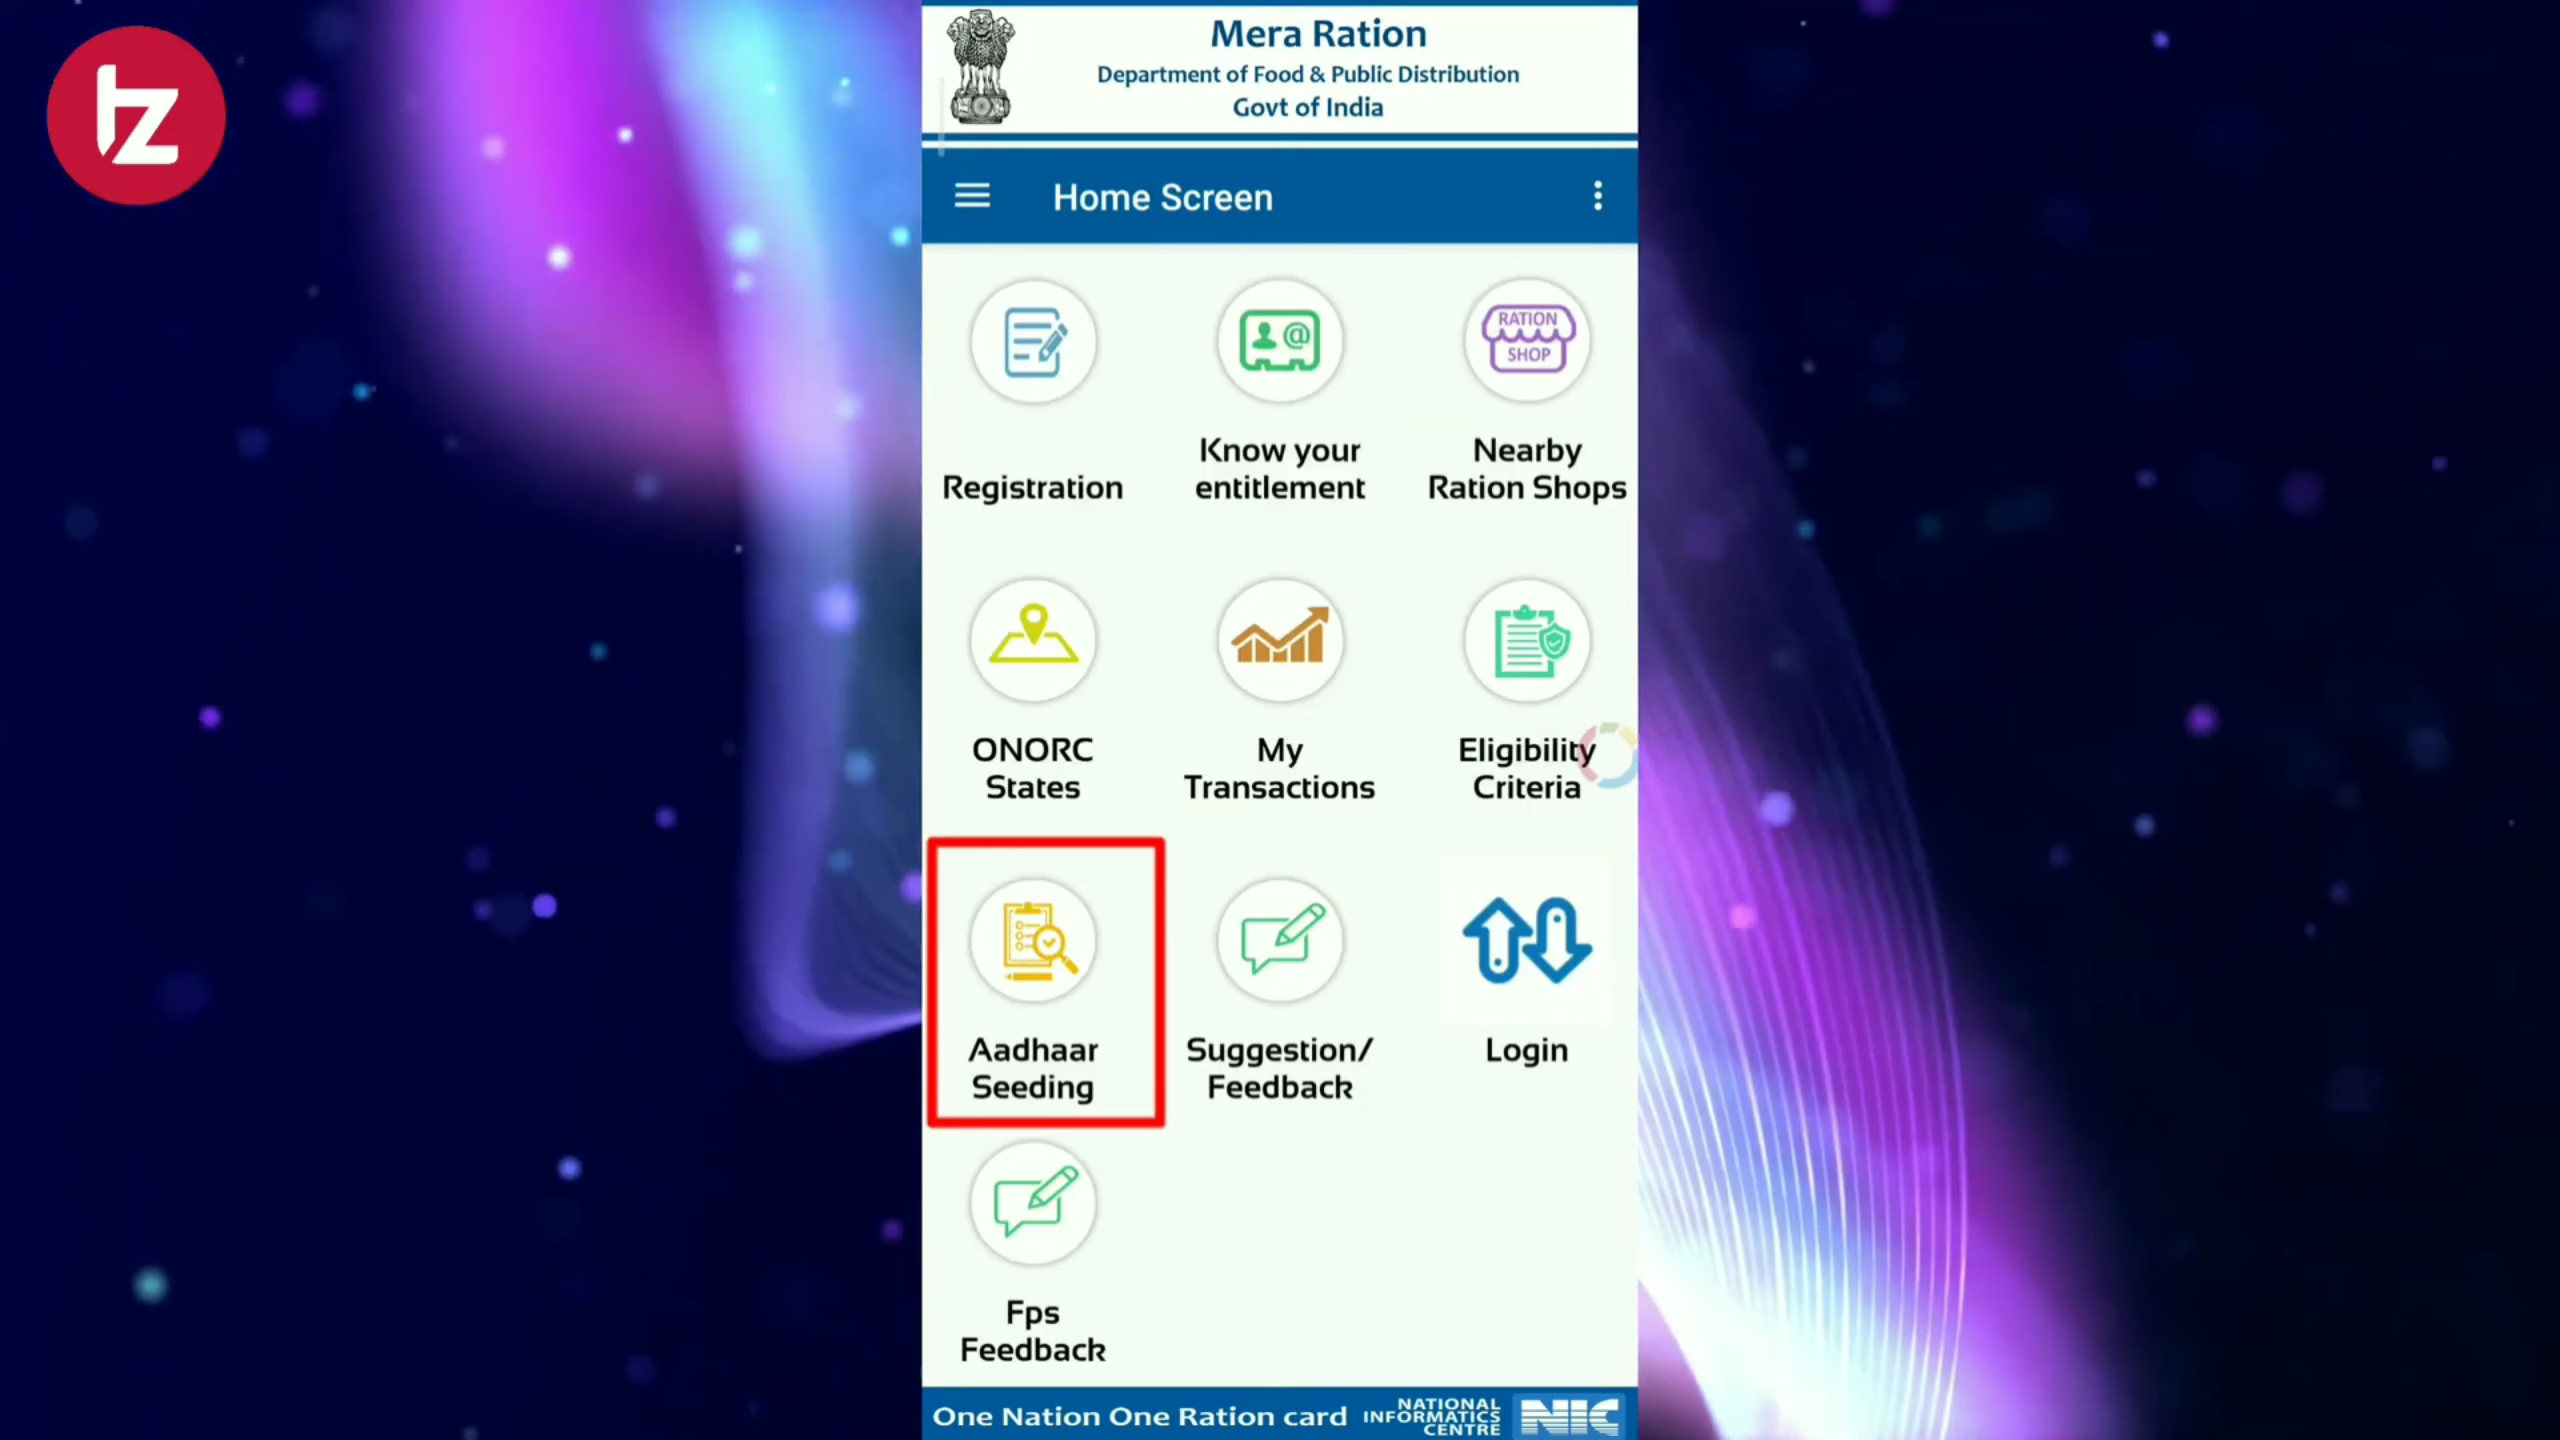 tz
Mera Ration
Department of Food & Public Distribution
Govt of India
Home Screen
RATION
SHOP
Registration
Know your
entitlement
Nearby
Ration Shops
ONORC
States
My
Transactions
Eligibility
Criteria
Aadhaar
Seeding
Suggestion/
Feedback
Login
Fps
Feedback
One Nation One Ration card
NATIONAL
INFORMATICS
CENTRE
NIC